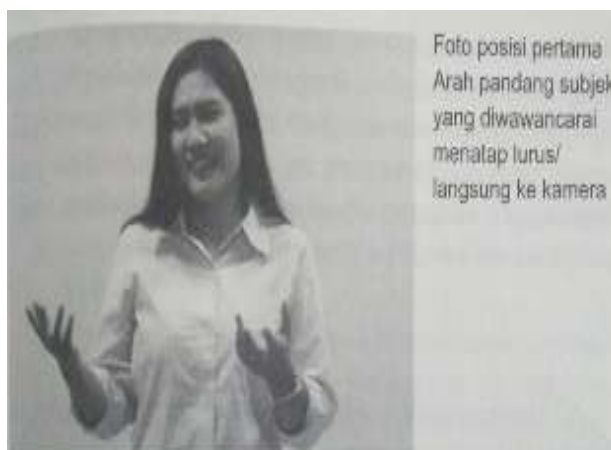 Foto posisi pertama
Arah pandang subjek
yang diwawancarai
menatap lurus/
langsung ke kamera